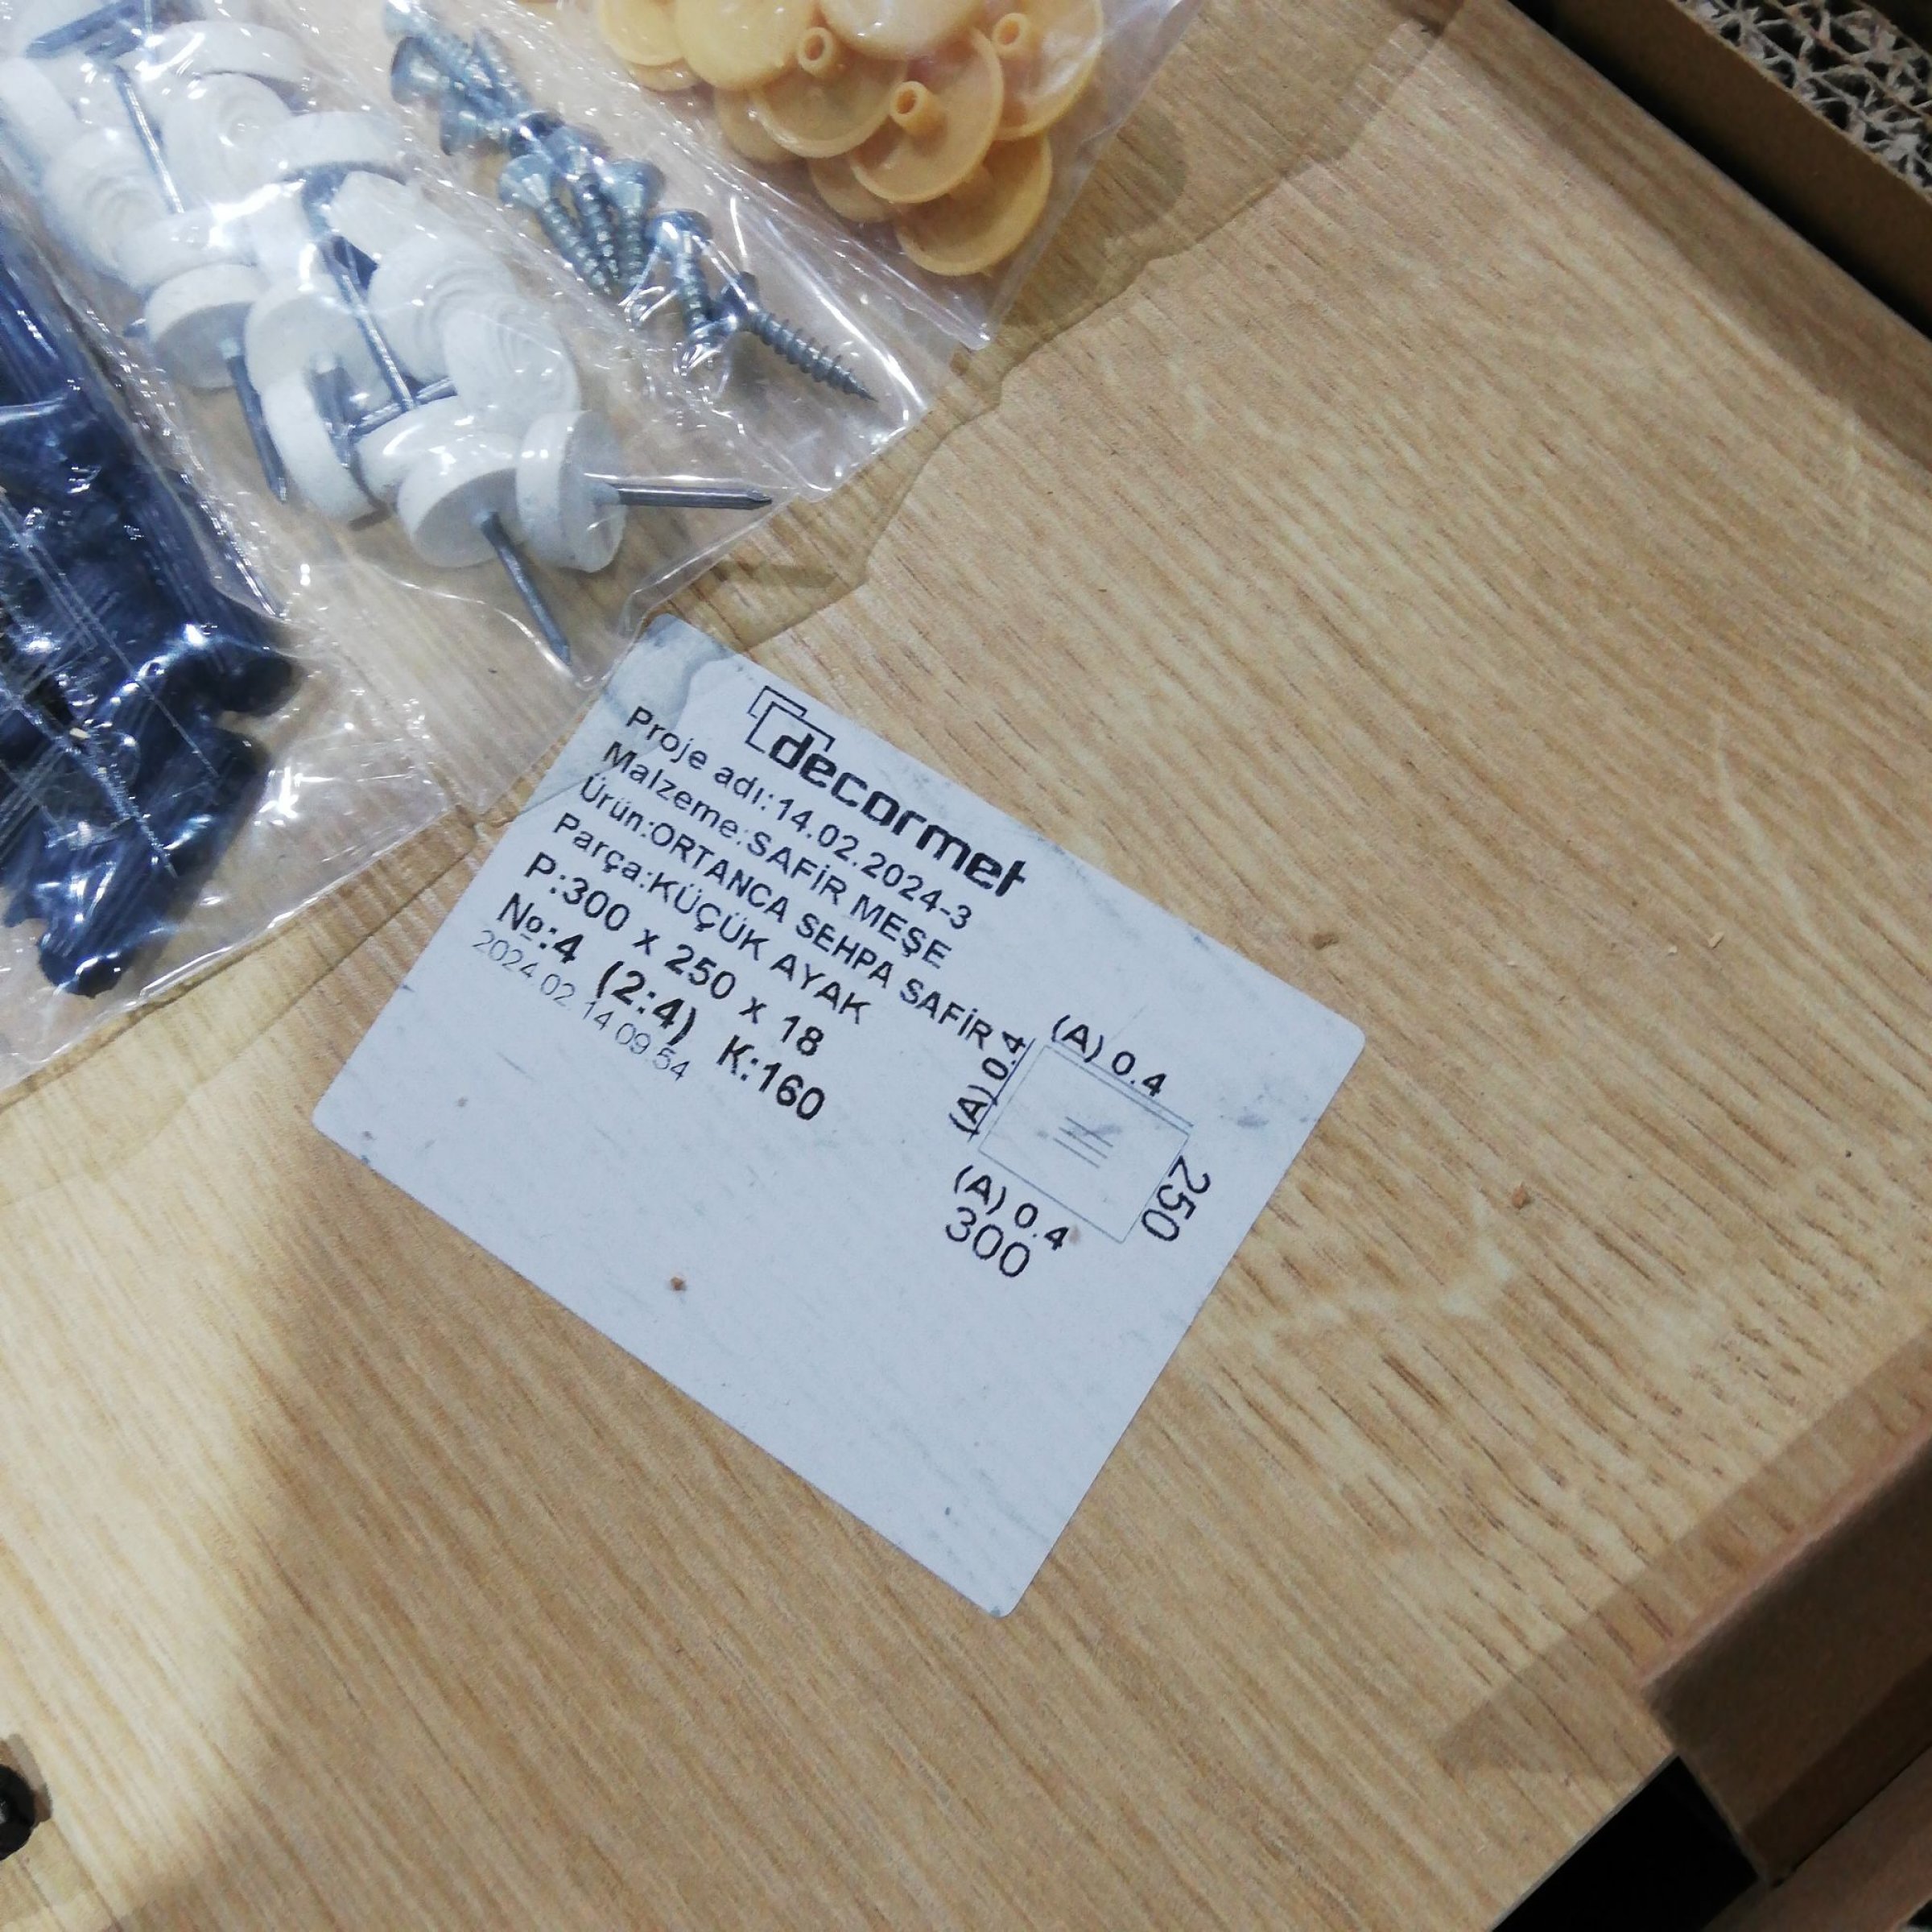 decormet
Proje adı:14.02.2024-3
Malzeme:SAFİR MEŞE
Ürün:ORTANCA SEHPA SAFİR
Parça:KÜÇÜK AYAK
P:300 x 250 x 18
№:4 (2:4) K:160
2024.02.14 09:54
(A) 0.4
(A) 0.4
250
(A) 0.4
300